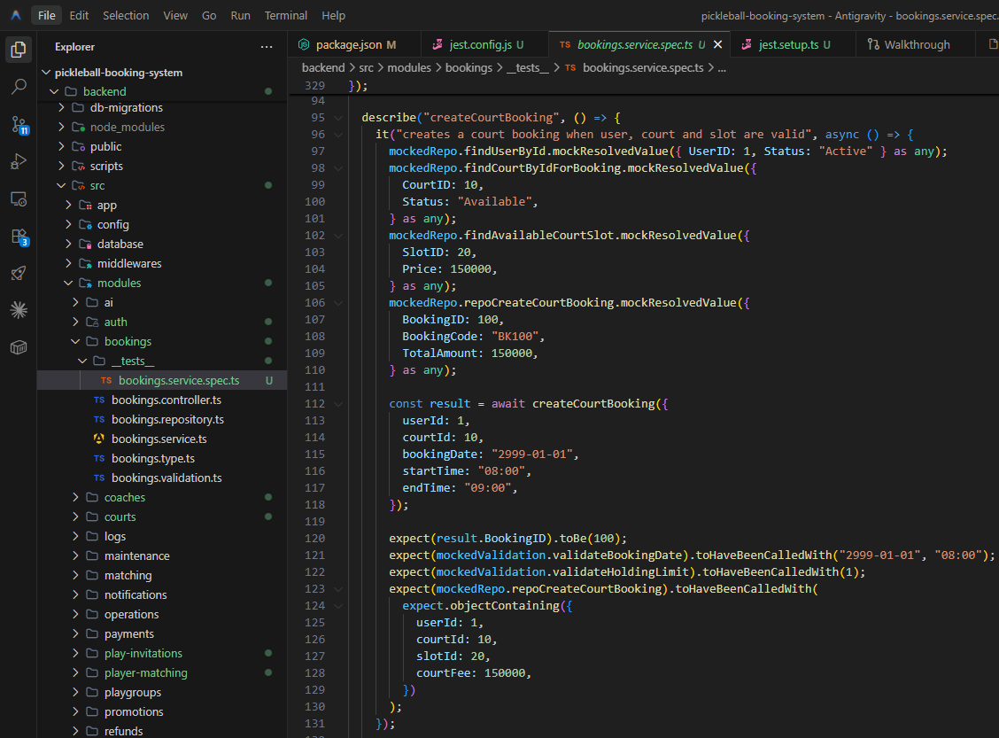 File Edit Selection View Go Run Terminal Help pickleball-booking-system - Antigravity - bookings.service.spec.
Explorer ...
package.json M jest.config.js U TS bookings.service.spec.ts U jest.setup.ts U Walkthrough
backend > src > modules > bookings > __tests__ > TS bookings.service.spec.ts > ...
pickleball-booking-system
backend
db-migrations
node_modules
public
scripts
src
app
config
database
middlewares
modules
ai
auth
bookings
__tests__
TS bookings.service.spec.ts U
TS bookings.controller.ts
TS bookings.repository.ts
bookings.service.ts
TS bookings.type.ts
TS bookings.validation.ts
coaches
courts
logs
maintenance
matching
notifications
operations
payments
play-invitations
player-matching
playgroups
promotions
refunds
11
3
329 });
94
95 describe("createCourtBooking", () => {
96 it("creates a court booking when user, court and slot are valid", async () => {
97 mockedRepo.findUserById.mockResolvedValue({ UserID: 1, Status: "Active" } as any);
98 mockedRepo.findCourtByIdForBooking.mockResolvedValue({
99 CourtID: 10,
100 Status: "Available",
101 } as any);
102 mockedRepo.findAvailableCourtSlot.mockResolvedValue({
103 SlotID: 20,
104 Price: 150000,
105 } as any);
106 mockedRepo.repoCreateCourtBooking.mockResolvedValue({
107 BookingID: 100,
108 BookingCode: "BK100",
109 TotalAmount: 150000,
110 } as any);
111
112 const result = await createCourtBooking({
113 userId: 1,
114 courtId: 10,
115 bookingDate: "2999-01-01",
116 startTime: "08:00",
117 endTime: "09:00",
118 });
119
120 expect(result.BookingID).toBe(100);
121 expect(mockedValidation.validateBookingDate).toHaveBeenCalledWith("2999-01-01", "08:00");
122 expect(mockedValidation.validateHoldingLimit).toHaveBeenCalledWith(1);
123 expect(mockedRepo.repoCreateCourtBooking).toHaveBeenCalledWith(
124 expect.objectContaining({
125 userId: 1,
126 courtId: 10,
127 slotId: 20,
128 courtFee: 150000,
129 })
130 );
131 });